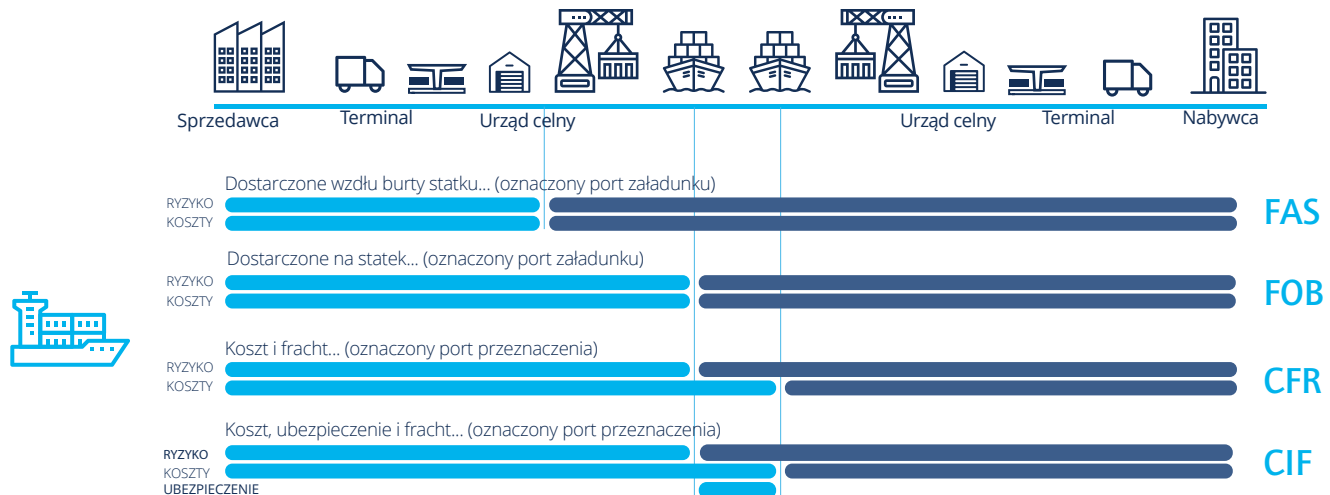 Sprzedawca
Terminal
Urząd celny
Urząd celny
Terminal
Nabywca
Dostarczone wzdłu burty statku... (oznaczony port załadunku)
RYZYKO
KOSZTY
FAS
Dostarczone na statek... (oznaczony port załadunku)
RYZYKO
KOSZTY
FOB
Koszt i fracht... (oznaczony port przeznaczenia)
RYZYKO
KOSZTY
CFR
Koszt, ubezpieczenie i fracht... (oznaczony port przeznaczenia)
RYZYKO
KOSZTY
UBEZPIECZENIE
CIF